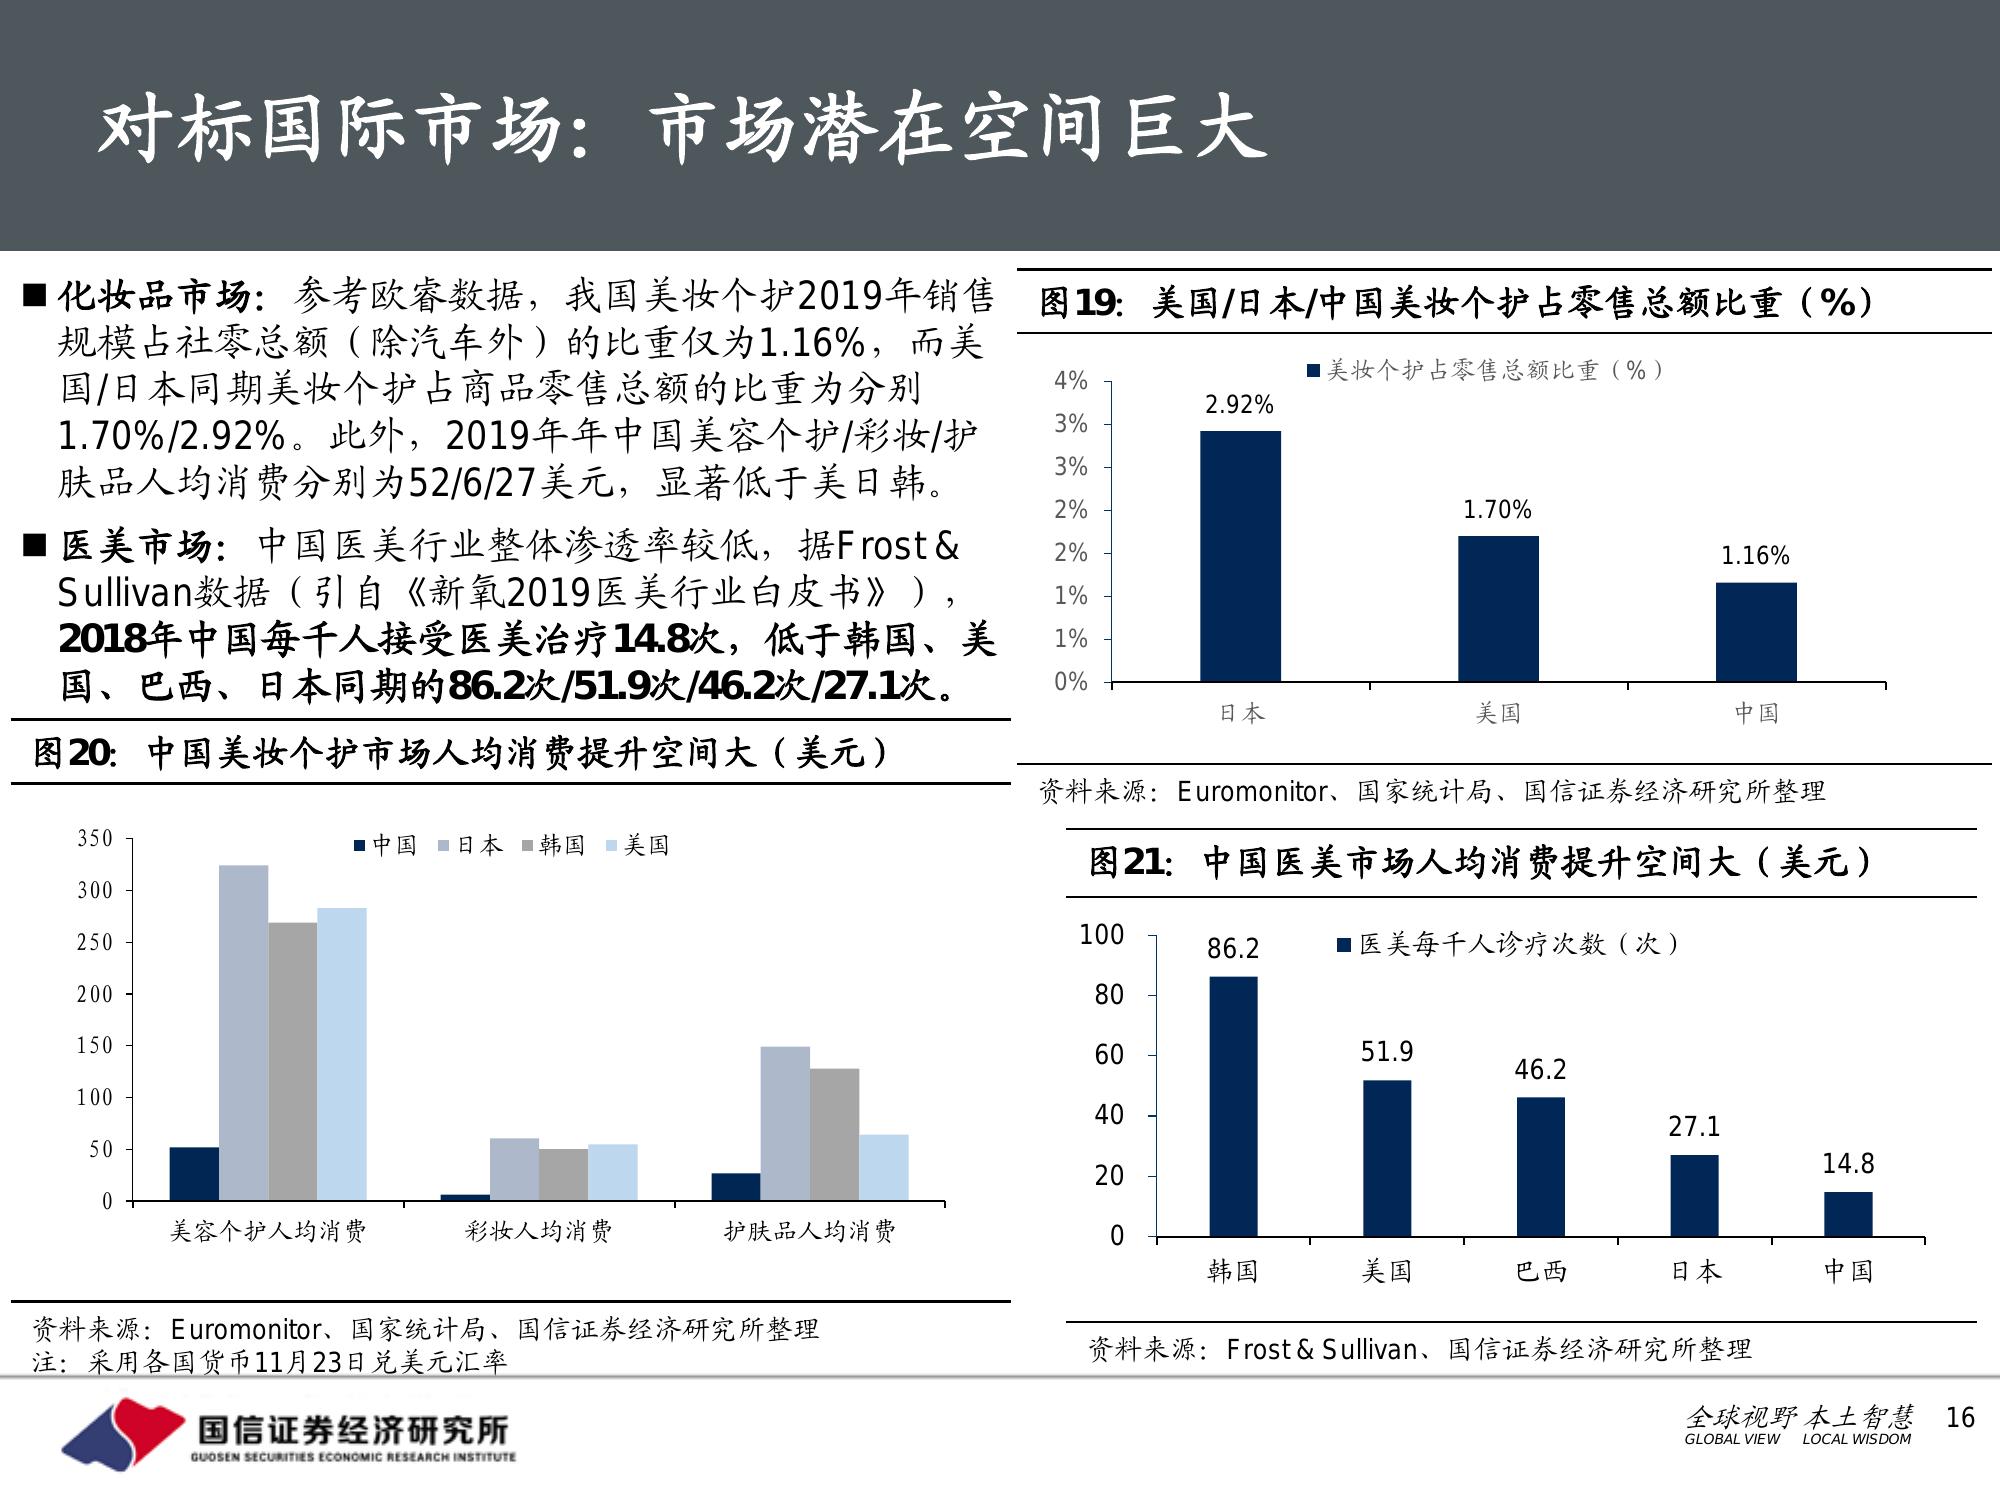 对标国际市场：市场潜在空间巨大
■化妆品市场：参考欧睿数据，我国美妆个护2019年销售
规模占社零总额（除汽车外）的比重仅为1.16%，而美
国/日本同期美妆个护占商品零售总额的比重为分别
1.70%/2.92%。此外，2019年年中国美容个护/彩妆/护
肤品人均消费分别为52/6/27美元，显著低于美日韩。
■医美市场：中国医美行业整体渗透率较低，据Frost &
Sullivan数据（引自《新氧2019医美行业白皮书》），
2018年中国每千人接受医美治疗14.8次，低于韩国、美
国、巴西、日本同期的86.2次/51.9次/46.2次/27.1次。
图20：中国美妆个护市场人均消费提升空间大（美元）
中国 日本 韩国 美国
350
300
250
200
150
100
50
0
美容个护人均消费 彩妆人均消费 护肤品人均消费
资料来源：Euromonitor、国家统计局、国信证券经济研究所整理
注：采用各国货币11月23日兑美元汇率
图19：美国/日本/中国美妆个护占零售总额比重（%）
美妆个护占零售总额比重（%）
4%
3%
3%
2%
2%
1%
1%
0%
2.92%
1.70%
1.16%
日本 美国 中国
资料来源：Euromonitor、国家统计局、国信证券经济研究所整理
图21：中国医美市场人均消费提升空间大（美元）
医美每千人诊疗次数（次）
100
80
60
40
20
0
86.2
51.9
46.2
27.1
14.8
韩国 美国 巴西 日本 中国
资料来源：Frost & Sullivan、国信证券经济研究所整理
国信证券经济研究所
GUOSEN SECURITIES ECONOMIC RESEARCH INSTITUTE
全球视野 本土智慧
GLOBAL VIEW LOCAL WISDOM
16